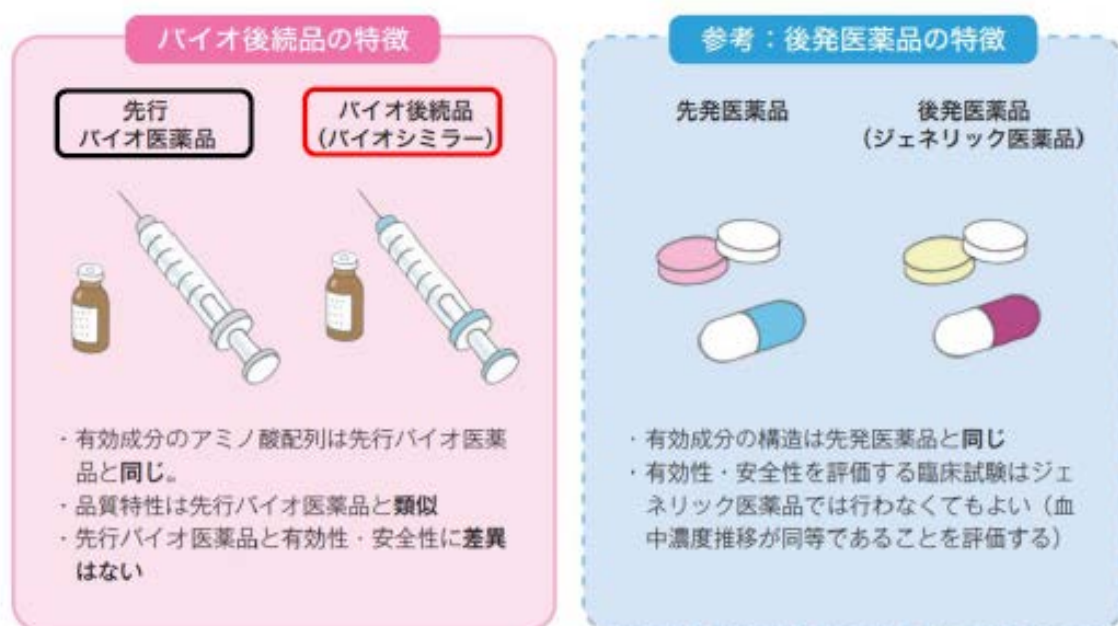 バイオ後続品の特徴
先行
バイオ医薬品
バイオ後続品
（バイオシミラー）
・有効成分のアミノ酸配列は先行バイオ医薬
品と同じ。
・品質特性は先行バイオ医薬品と類似
・先行バイオ医薬品と有効性・安全性に差異
はない
参考：後発医薬品の特徴
先発医薬品
後発医薬品
（ジェネリック医薬品）
・有効成分の構造は先発医薬品と同じ
・有効性・安全性を評価する臨床試験はジェ
ネリック医薬品では行わなくてもよい（血
中濃度推移が同等であることを評価する）